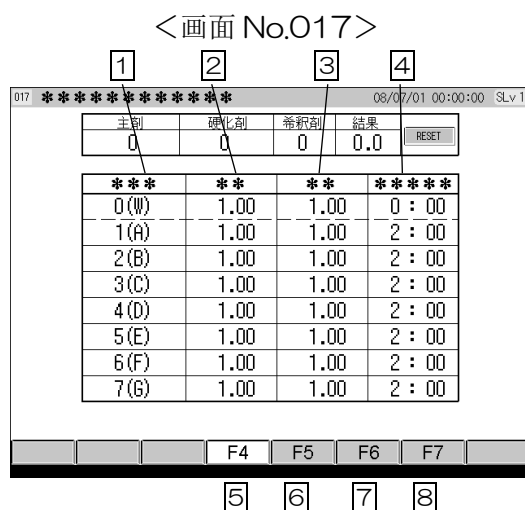 ＜画面 No.017＞
1 2 3 4
017 ************ 08/07/01 00:00:00 SLv 1
主剤 硬化剤 希釈剤 結果
0 0 0 0.0 RESET
*** ** ** *****
0(W) 1.00 1.00 0：00
1(A) 1.00 1.00 2：00
2(B) 1.00 1.00 2：00
3(C) 1.00 1.00 2：00
4(D) 1.00 1.00 2：00
5(E) 1.00 1.00 2：00
6(F) 1.00 1.00 2：00
7(G) 1.00 1.00 2：00
F4 F5 F6 F7
5 6 7 8